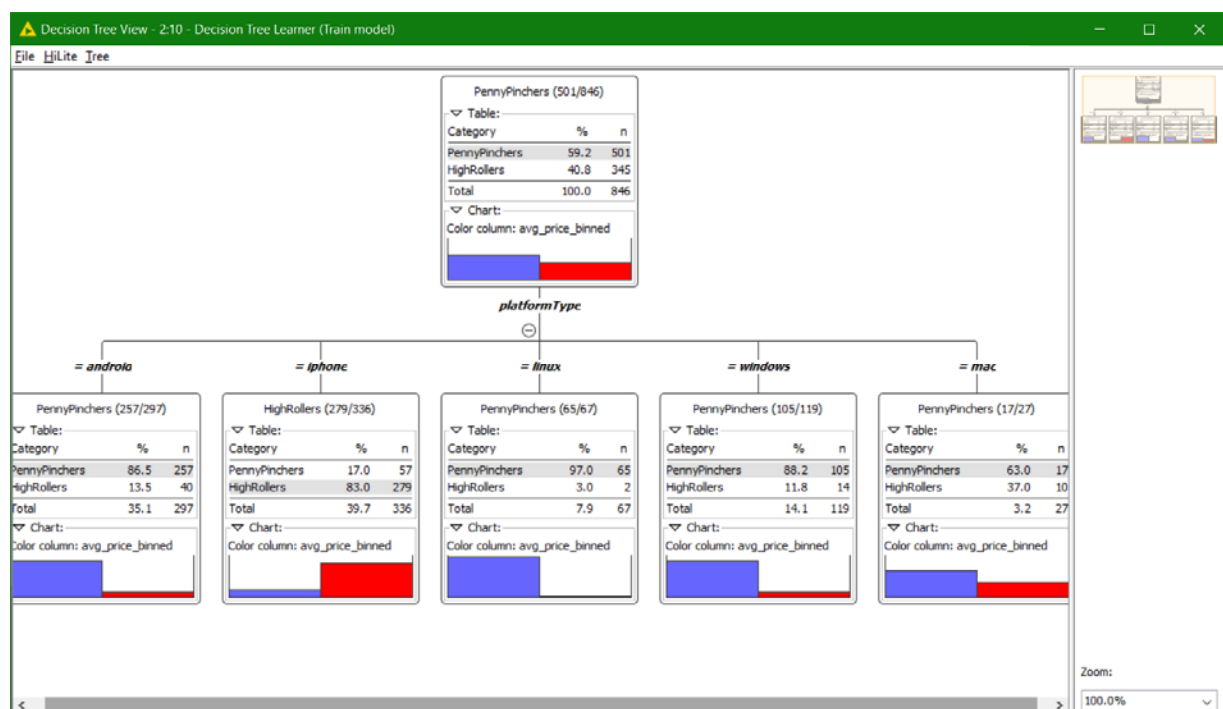 Decision Tree View - 2:10 - Decision Tree Learner (Train model)
File HiLite Tree
PennyPinchers (501/846)
Table:
Category % n
PennyPinchers 59.2 501
HighRollers 40.8 345
Total 100.0 846
Chart:
Color column: avg_price_binned
platformType
= android
= iphone
= linux
= windows
= mac
PennyPinchers (257/297)
Table:
Category % n
PennyPinchers 86.5 257
HighRollers 13.5 40
Total 35.1 297
Chart:
Color column: avg_price_binned
HighRollers (279/336)
Table:
Category % n
PennyPinchers 17.0 57
HighRollers 83.0 279
Total 39.7 336
Chart:
Color column: avg_price_binned
PennyPinchers (65/67)
Table:
Category % n
PennyPinchers 97.0 65
HighRollers 3.0 2
Total 7.9 67
Chart:
Color column: avg_price_binned
PennyPinchers (105/119)
Table:
Category % n
PennyPinchers 88.2 105
HighRollers 11.8 14
Total 14.1 119
Chart:
Color column: avg_price_binned
PennyPinchers (17/27)
Table:
Category % n
PennyPinchers 63.0 17
HighRollers 37.0 10
Total 3.2 27
Chart:
Color column: avg_price_binned
Zoom:
100.0%